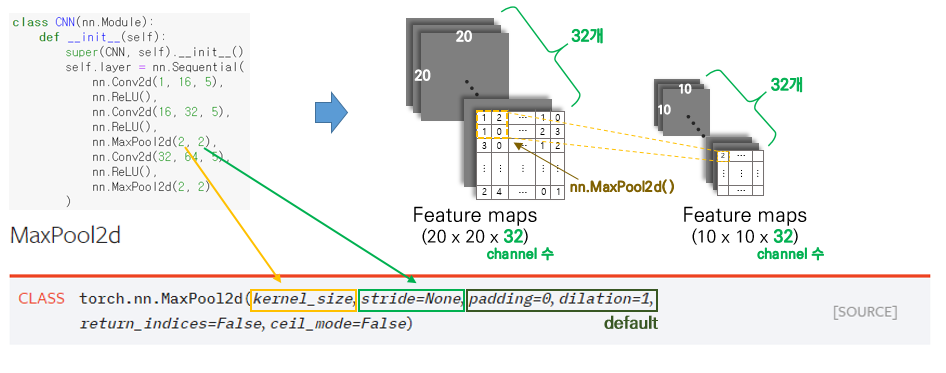 class CNN(nn.Module):
def __init__(self):
super(CNN, self).__init__()
self.layer = nn.Sequential(
nn.Conv2d(1, 16, 5),
nn.ReLU(),
nn.Conv2d(16, 32, 5),
nn.ReLU(),
nn.MaxPool2d(2, 2),
nn.Conv2d(32, 64, 5),
nn.ReLU(),
nn.MaxPool2d(2, 2)
)
20
20
32개
1 2 ... 1 0
1 0 ... 2 3
3 0 ... 1 2
⋮ ⋮ ⋮ ⋮
2 4 ... 0 1
nn.MaxPool2d()
10
10
32개
2 ...
⋮ ⋮
...
Feature maps
(20 x 20 x 32)
channel 수
Feature maps
(10 x 10 x 32)
channel 수
MaxPool2d
CLASS torch.nn.MaxPool2d(kernel_size, stride=None, padding=0, dilation=1,
return_indices=False, ceil_mode=False)
default
[SOURCE]